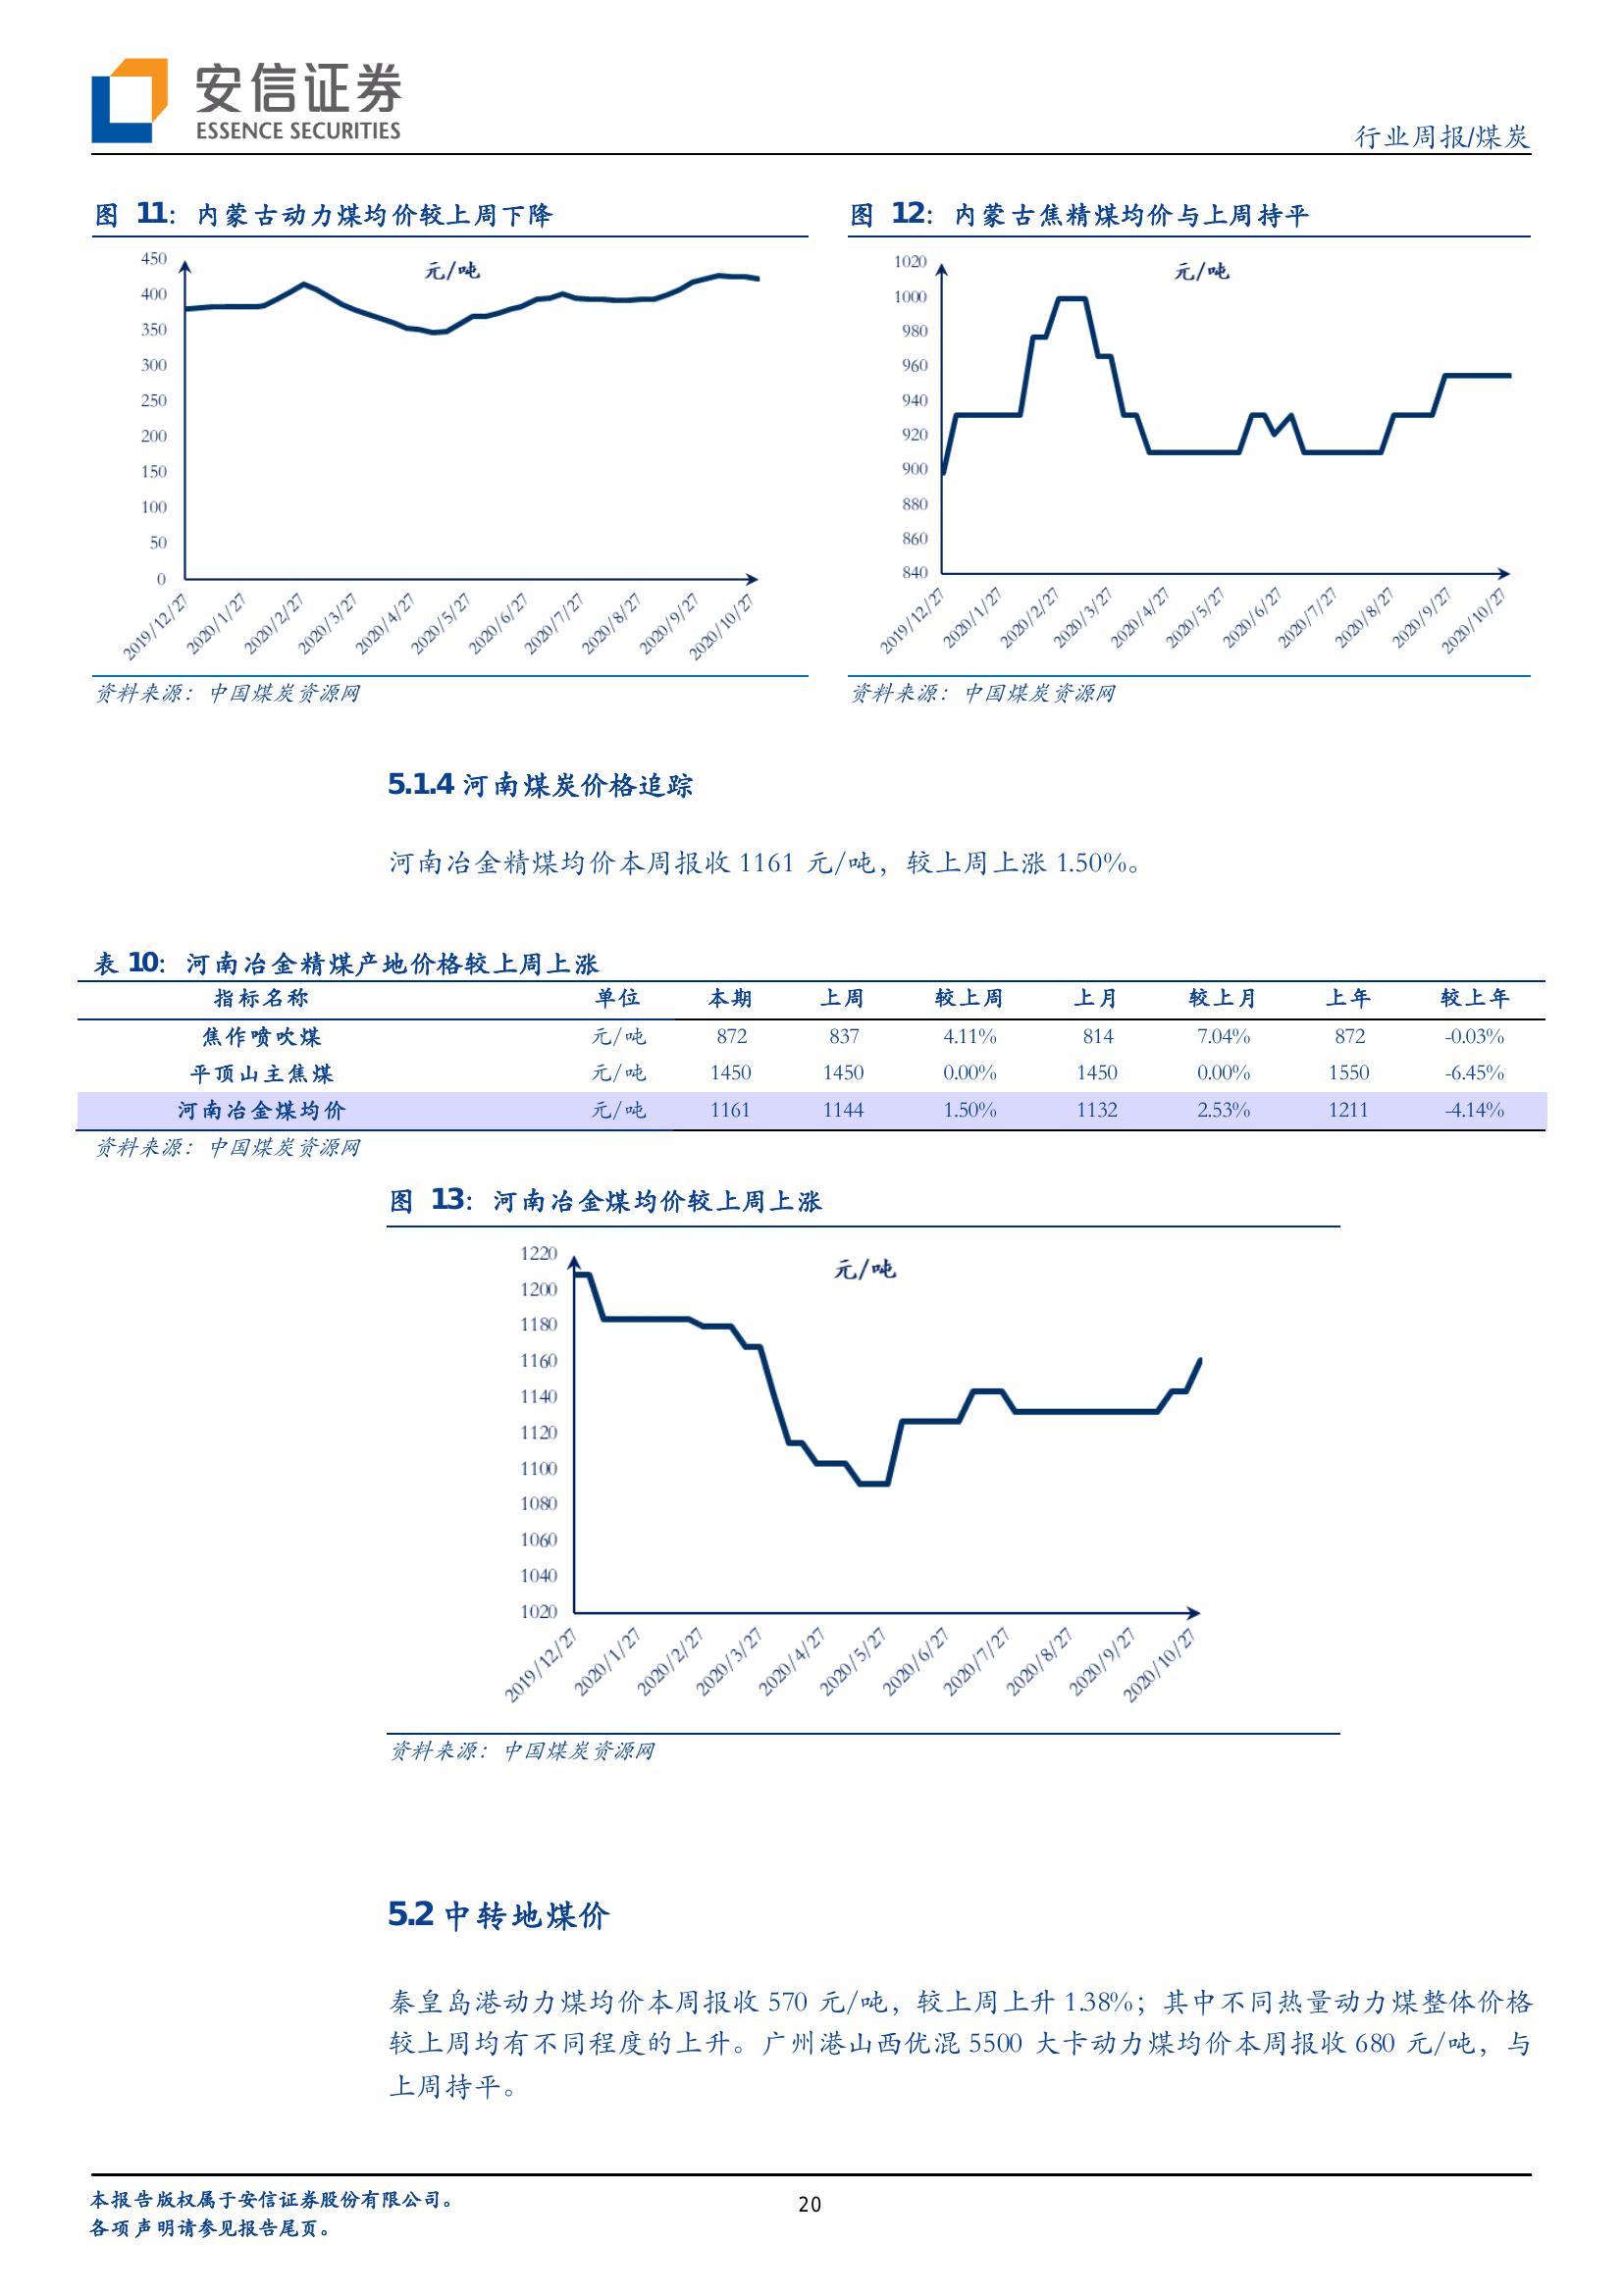 安信证券
ESSENCE SECURITIES
行业周报/煤炭
图 11：内蒙古动力煤均价较上周下降
元/吨
450
400
350
300
250
200
150
100
50
0
2019/12/27
2020/1/27
2020/2/27
2020/3/27
2020/4/27
2020/5/27
2020/6/27
2020/7/27
2020/8/27
2020/9/27
2020/10/27
资料来源：中国煤炭资源网
图 12：内蒙古焦精煤均价与上周持平
元/吨
1020
1000
980
960
940
920
900
880
860
840
2019/12/27
2020/1/27
2020/2/27
2020/3/27
2020/4/27
2020/5/27
2020/6/27
2020/7/27
2020/8/27
2020/9/27
2020/10/27
资料来源：中国煤炭资源网
5.1.4 河南煤炭价格追踪
河南冶金精煤均价本周报收 1161 元/吨，较上周上涨 1.50%。
表 10：河南冶金精煤产地价格较上周上涨
指标名称 单位 本期 上周 较上周 上月 较上月 上年 较上年
焦作喷吹煤 元/吨 872 837 4.11% 814 7.04% 872 -0.03%
平顶山主焦煤 元/吨 1450 1450 0.00% 1450 0.00% 1550 -6.45%
河南冶金煤均价 元/吨 1161 1144 1.50% 1132 2.53% 1211 -4.14%
资料来源：中国煤炭资源网
图 13：河南冶金煤均价较上周上涨
元/吨
1220
1200
1180
1160
1140
1120
1100
1080
1060
1040
1020
2019/12/27
2020/1/27
2020/2/27
2020/3/27
2020/4/27
2020/5/27
2020/6/27
2020/7/27
2020/8/27
2020/9/27
2020/10/27
资料来源：中国煤炭资源网
5.2 中转地煤价
秦皇岛港动力煤均价本周报收 570 元/吨，较上周上升 1.38%；其中不同热量动力煤整体价格
较上周均有不同程度的上升。广州港山西优混 5500 大卡动力煤均价本周报收 680 元/吨，与
上周持平。
本报告版权属于安信证券股份有限公司。
各项声明请参见报告尾页。
20